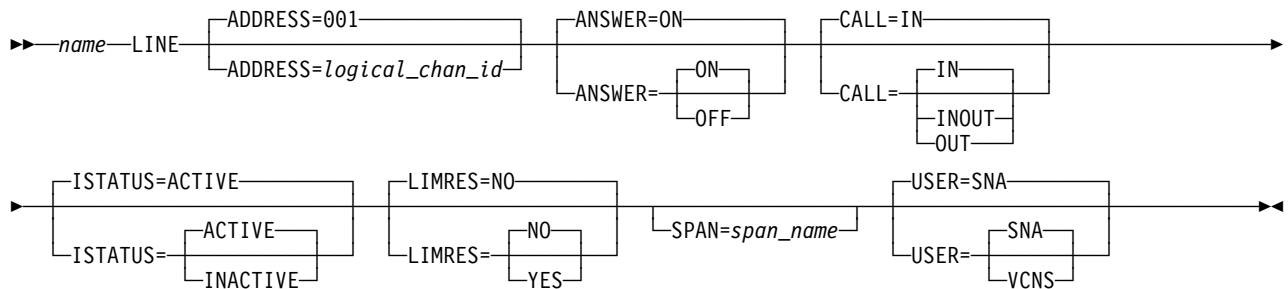 ADDRESS=001 ANSWER=ON CALL=IN
name LINE
ADDRESS=logical_chan_id ON IN
ANSWER= CALL=
OFF INOUT
OUT
ISTATUS=ACTIVE LIMRES=NO USER=SNA
ACTIVE NO SPAN=span_name SNA
ISTATUS= LIMRES= USER=
INACTIVE YES VCNS